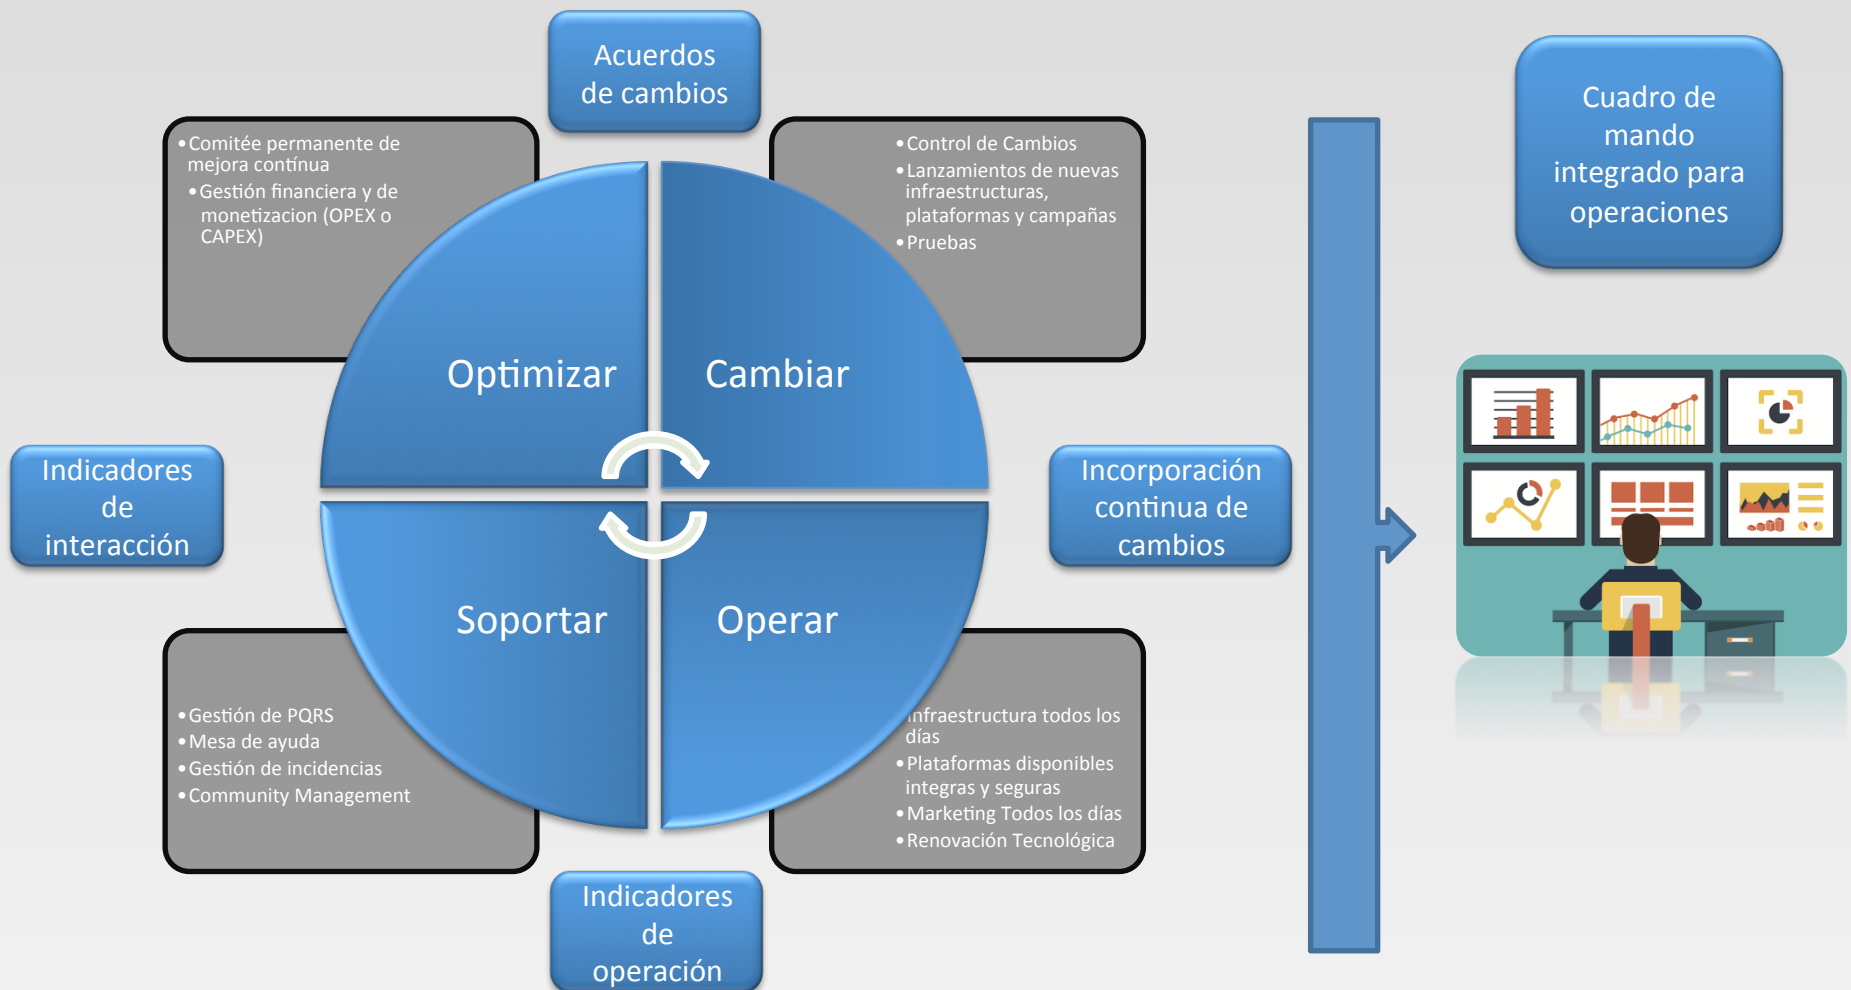 Acuerdos
de cambios
•Comitée permanente de
mejora contínua
•Gestión financiera y de
monetizacion (OPEX o
CAPEX)
•Control de Cambios
•Lanzamientos de nuevas
infraestructuras,
plataformas y campañas
•Pruebas
Optimizar
Cambiar
Indicadores
de
interacción
Incorporación
continua de
cambios
Soportar
Operar
•Gestión de PQRS
•Mesa de ayuda
•Gestión de incidencias
•Community Management
Infraestructura todos los
días
•Plataformas disponibles
integras y seguras
•Marketing Todos los días
•Renovación Tecnológica
Indicadores
de
operación
Cuadro de
mando
integrado para
operaciones